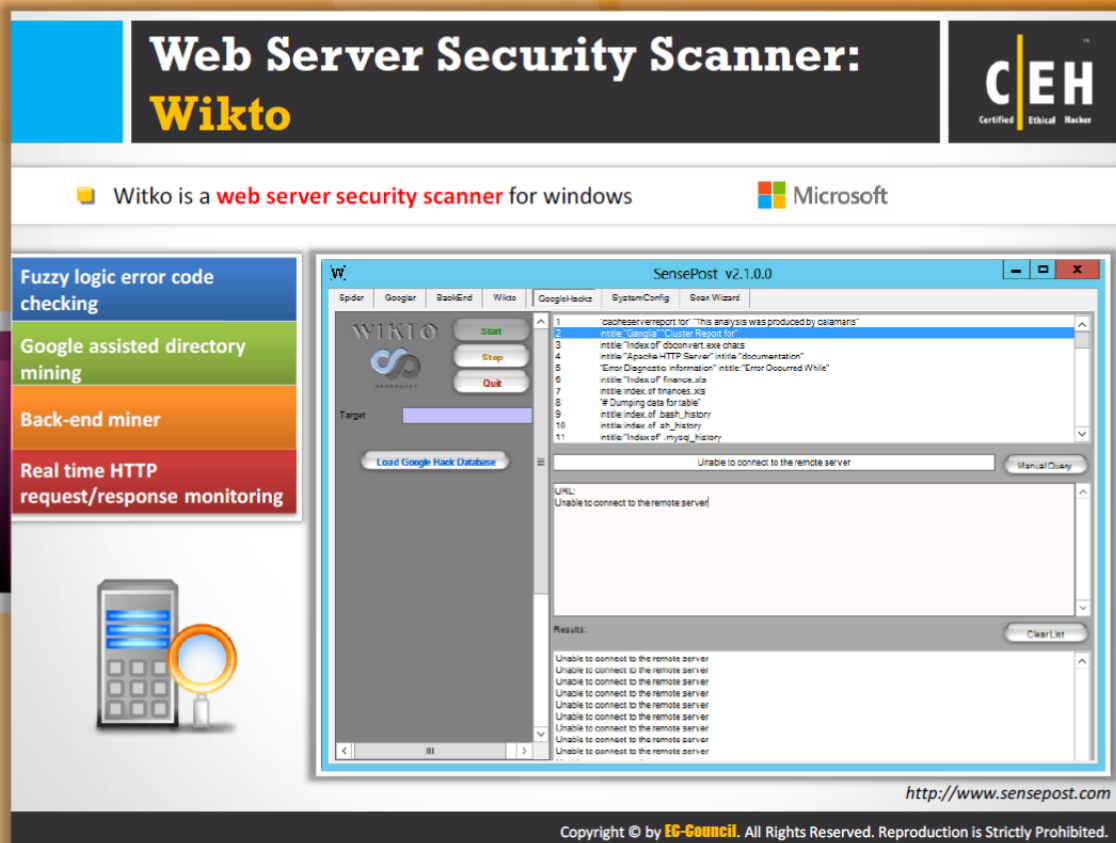 Web Server Security Scanner:
Wikto
CEH
TM
Certified Ethical Hacker
Witko is a web server security scanner for windows
Microsoft
Fuzzy logic error code
checking
Google assisted directory
mining
Back-end miner
Real time HTTP
request/response monitoring
W
SensePost v2.1.0.0
Spider Googler BackEnd Wikto GoogleHacks SystemConfig Scan Wizard
WIKTO
sensepost
Start
Stop
Quit
Target
Load Google Hack Database
1 "cacheserverreport for" "This analysis was produced by calamaris"
2 intitle:"Ganglia" "Cluster Report for"
3 intitle:"Index of" dbconvert.exe chats
4 intitle:"Apache HTTP Server" intitle:"documentation"
5 "Error Diagnostic Information" intitle:"Error Occurred While"
6 intitle:"Index of" finance.xls
7 intitle:index.of finances.xls
8 "# Dumping data for table"
9 intitle:index.of .bash_history
10 intitle:index.of .sh_history
11 intitle:"Index of" .mysql_history
Unable to connect to the remote server
Manual Query
URL:
Unable to connect to the remote server
Results:
Clear List
Unable to connect to the remote server
Unable to connect to the remote server
Unable to connect to the remote server
Unable to connect to the remote server
Unable to connect to the remote server
Unable to connect to the remote server
Unable to connect to the remote server
Unable to connect to the remote server
Unable to connect to the remote server
http://www.sensepost.com
Copyright © by EC-Council. All Rights Reserved. Reproduction is Strictly Prohibited.